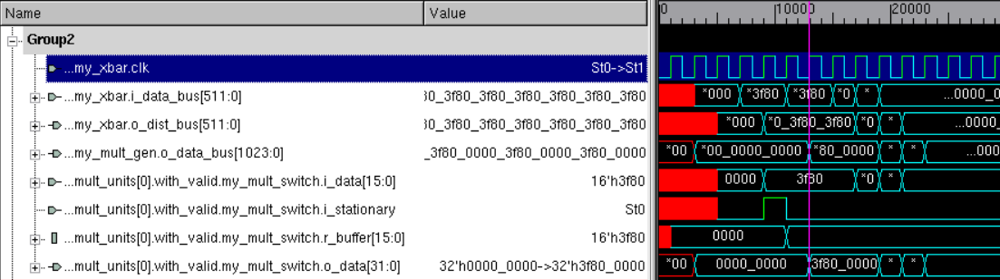 Name Value 0 10000 20000
Group2
...my_xbar.clk St0->St1
...my_xbar.i_data_bus[511:0] 30_3f80_3f80_3f80_3f80_3f80_3f80 *000 *3f80 *3f80 *0 * ...0000_0
...my_xbar.o_dist_bus[511:0] 30_3f80_3f80_3f80_3f80_3f80_3f80 *000 *0_3f80_3f80 *0 * ...0000_
...my_mult_gen.o_data_bus[1023:0] _3f80_0000_3f80_0000_3f80_0000 *00 *00_0000_0000 *80_0000 * * ...000
...mult_units[0].with_valid.my_mult_switch.i_data[15:0] 16'h3f80 0000 3f80 *0 *
...mult_units[0].with_valid.my_mult_switch.i_stationary St0
...mult_units[0].with_valid.my_mult_switch.r_buffer[15:0] 16'h3f80 0000
...mult_units[0].with_valid.my_mult_switch.o_data[31:0] 32'h0000_0000->32'h3f80_0000 *00 0000_0000 3f80_0000 * *